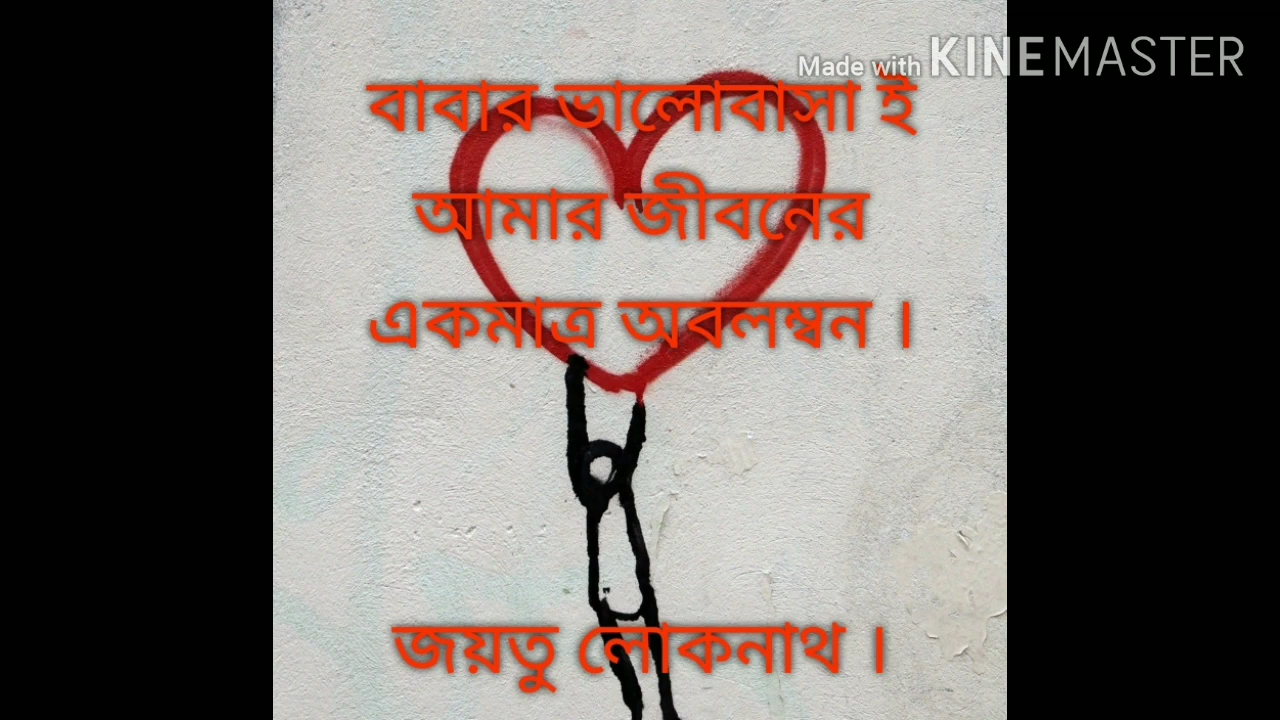 Made with KINEMASTER
বাবার ভালোবাসা ই
আমার জীবনের
একমাত্র অবলম্বন ।
জয়তু লোকনাথ ।